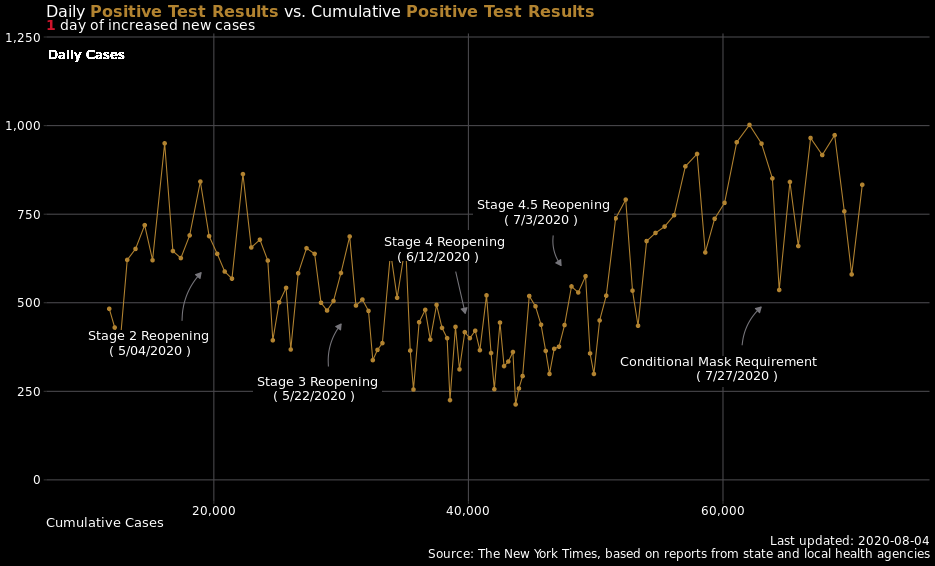 Daily Positive Test Results vs. Cumulative Positive Test Results
1 day of increased new cases
1,250
Daily Cases
1,000
750
Stage 4.5 Reopening
( 7/3/2020 )
Stage 4 Reopening
( 6/12/2020 )
500
Stage 2 Reopening
( 5/04/2020 )
Conditional Mask Requirement
( 7/27/2020 )
Stage 3 Reopening
( 5/22/2020 )
250
0
20,000
40,000
60,000
Cumulative Cases
Last updated: 2020-08-04
Source: The New York Times, based on reports from state and local health agencies